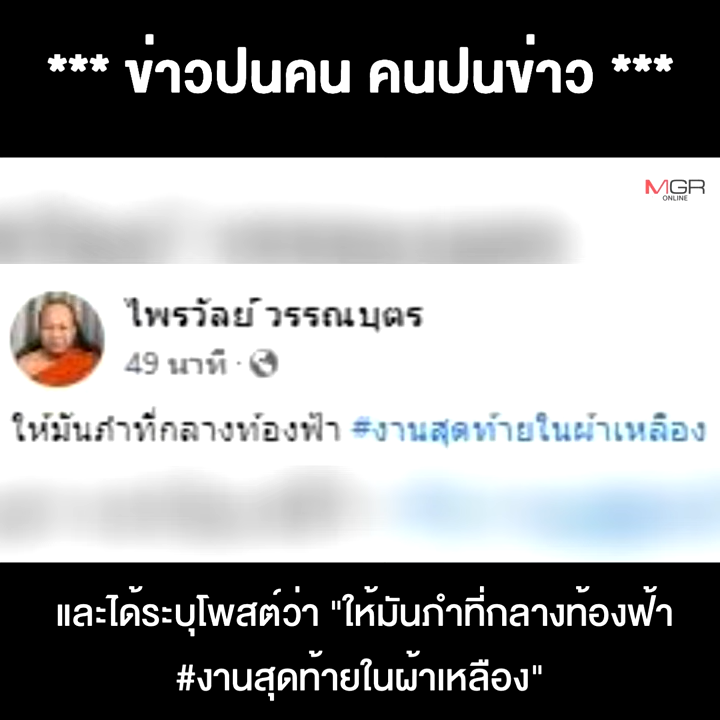 *** ข่าวปนคน คนปนข่าว ***
MGR
ONLINE
ไพรวัลย์ วรรณบุตร
49 นาที ·
ให้มันภำที่กลางท้องฟ้า #งานสุดท้ายในผ้าเหลือง
และได้ระบุโพสต์ว่า "ให้มันภำที่กลางท้องฟ้า
#งานสุดท้ายในผ้าเหลือง"